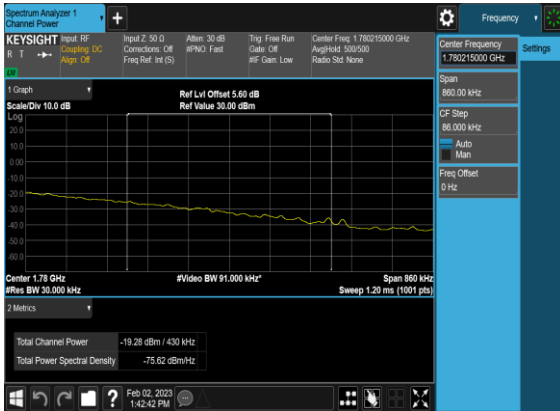 Spectrum Analyzer 1
Channel Power
+
Frequency
KEYSIGHT
R T
LW
Input: RF
Coupling: DC
Align: Off
Input Z: 50 Ω
Corrections: Off
Freq Ref: Int (S)
Atten: 30 dB
#PNO: Fast
Trig: Free Run
Gate: Off
#IF Gain: Low
Center Freq: 1.780215000 GHz
Avg|Hold: 500/500
Radio Std: None
Center Frequency
1.780215000 GHz
Settings
Span
860.00 kHz
CF Step
86.000 kHz
Auto
Man
Freq Offset
0 Hz
1 Graph
Scale/Div 10.0 dB
Ref Lvl Offset 5.60 dB
Ref Value 30.00 dBm
Log
20.0
10.0
0.00
-10.0
-20.0
-30.0
-40.0
-50.0
-60.0
Center 1.78 GHz
#Res BW 30.000 kHz
#Video BW 91.000 kHz*
Span 860 kHz
Sweep 1.20 ms (1001 pts)
2 Metrics
Total Channel Power -19.28 dBm / 430 kHz
Total Power Spectral Density -75.62 dBm/Hz
?
Feb 02, 2023
1:42:42 PM